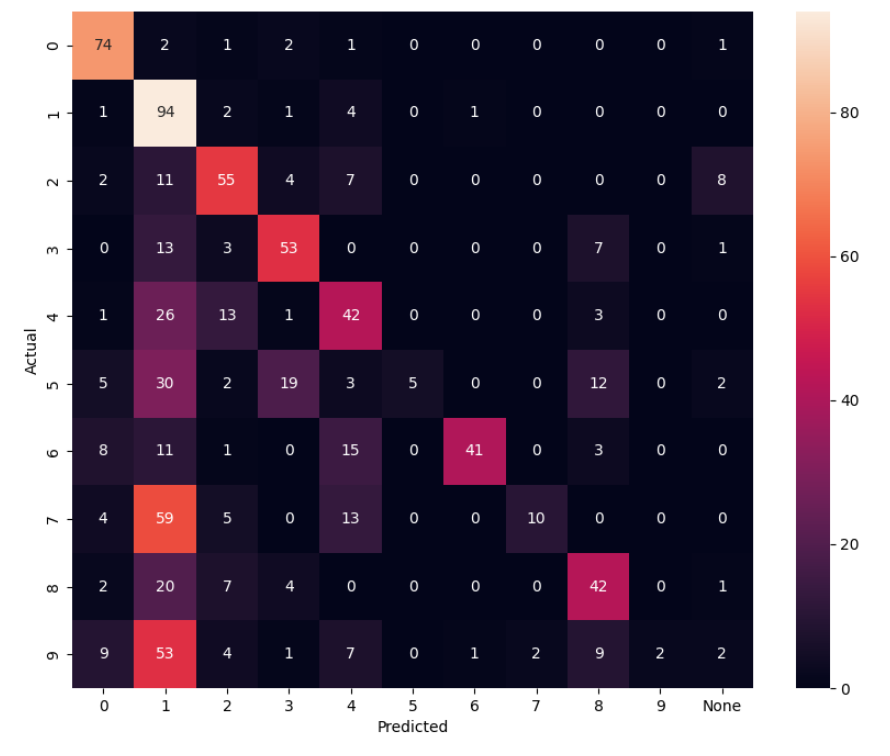 0 74 2 1 2 1 0 0 0 0 0 1
1 1 94 2 1 4 0 1 0 0 0 0
80
2 2 11 55 4 7 0 0 0 0 0 8
3 0 13 3 53 0 0 0 0 7 0 1
60
4 1 26 13 1 42 0 0 0 3 0 0
Actual
5 5 30 2 19 3 5 0 0 12 0 2
40
6 8 11 1 0 15 0 41 0 3 0 0
7 4 59 5 0 13 0 0 10 0 0 0
20
8 2 20 7 4 0 0 0 0 42 0 1
9 9 53 4 1 7 0 1 2 9 2 2
0
0 1 2 3 4 5 6 7 8 9 None
Predicted